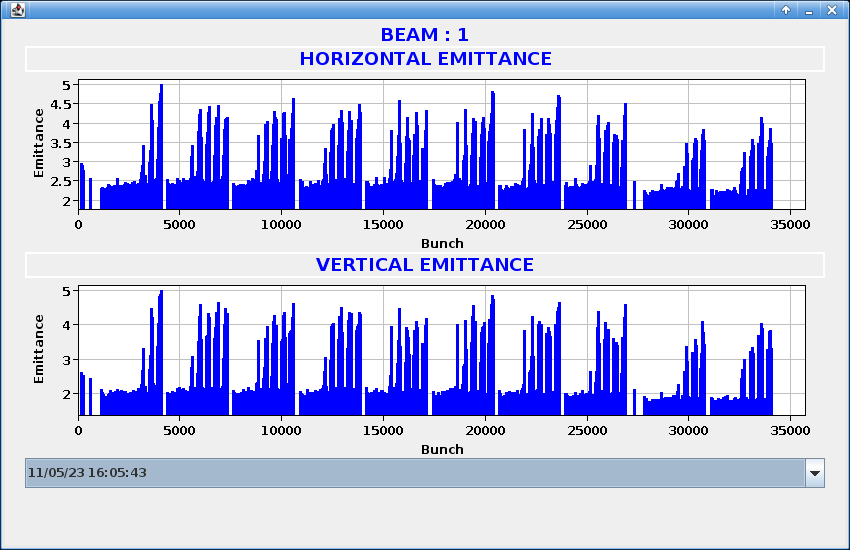 BEAM : 1
HORIZONTAL EMITTANCE
Emittance
5
4.5
4
3.5
3
2.5
2
0 5000 10000 15000 20000 25000 30000 35000
Bunch
VERTICAL EMITTANCE
Emittance
5
4
3
2
0 5000 10000 15000 20000 25000 30000 35000
Bunch
11/05/23 16:05:43